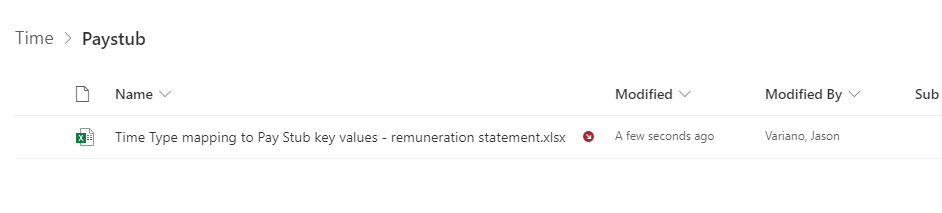 Time > Paystub
Name Modified Modified By Sub
Time Type mapping to Pay Stub key values - remuneration statement.xlsx A few seconds ago Variano, Jason